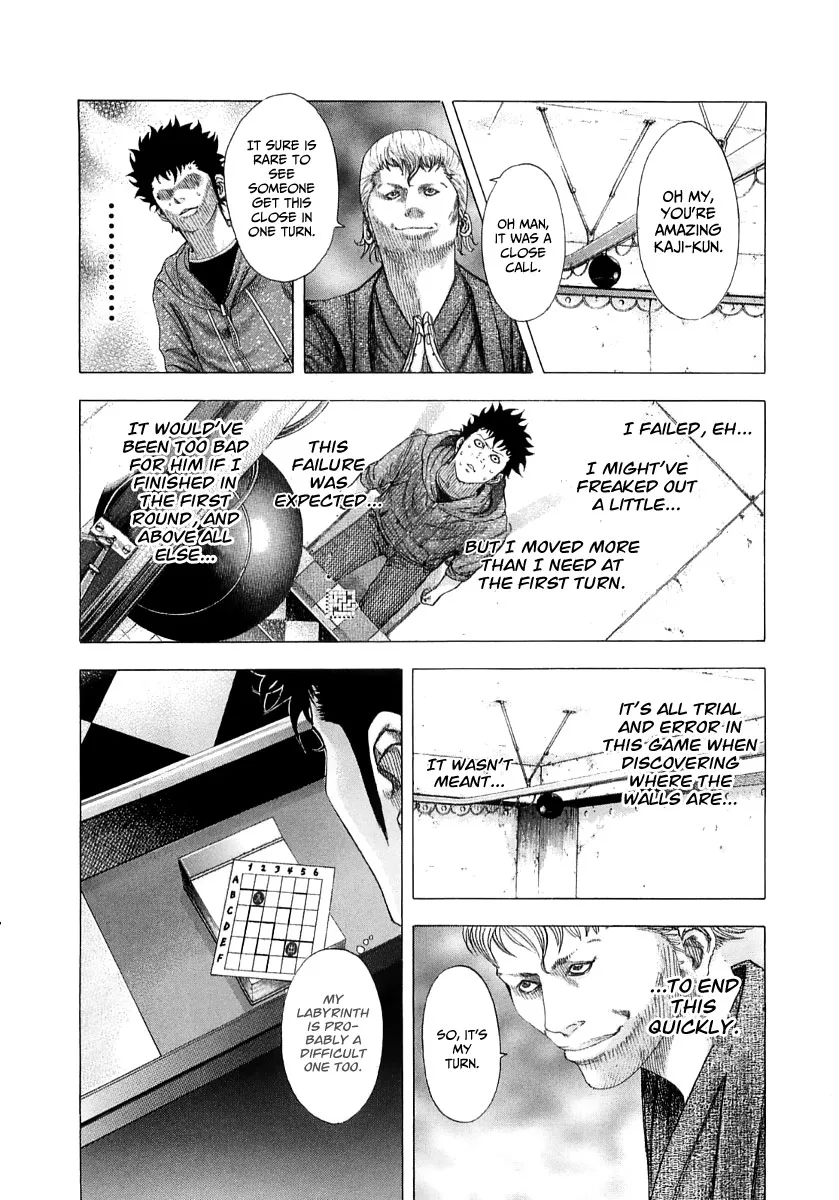 OH MY,
YOU'RE
AMAZING
KAJI-KUN.
OH MAN,
IT WAS A
CLOSE
CALL.
IT SURE IS
RARE TO
SEE
SOMEONE
GET THIS
CLOSE IN
ONE TURN.
..........
I FAILED, EH...
I MIGHT'VE
FREAKED OUT
A LITTLE...
BUT I MOVED MORE
THAN I NEED AT
THE FIRST TURN.
THIS
FAILURE
WAS
EXPECTED...
IT WOULD'VE
BEEN TOO BAD
FOR HIM IF I
FINISHED IN
THE FIRST
ROUND, AND
ABOVE ALL
ELSE...
IT'S ALL TRIAL
AND ERROR IN
THIS GAME WHEN
DISCOVERING
WHERE THE
WALLS ARE...
IT WASN'T
MEANT...
...TO END
THIS
QUICKLY.
SO, IT'S
MY
TURN.
1 2 3 4 5 6
A
B
C
D
E
F
MY
LABYRINTH
IS PRO-
BABLY A
DIFFICULT
ONE TOO.